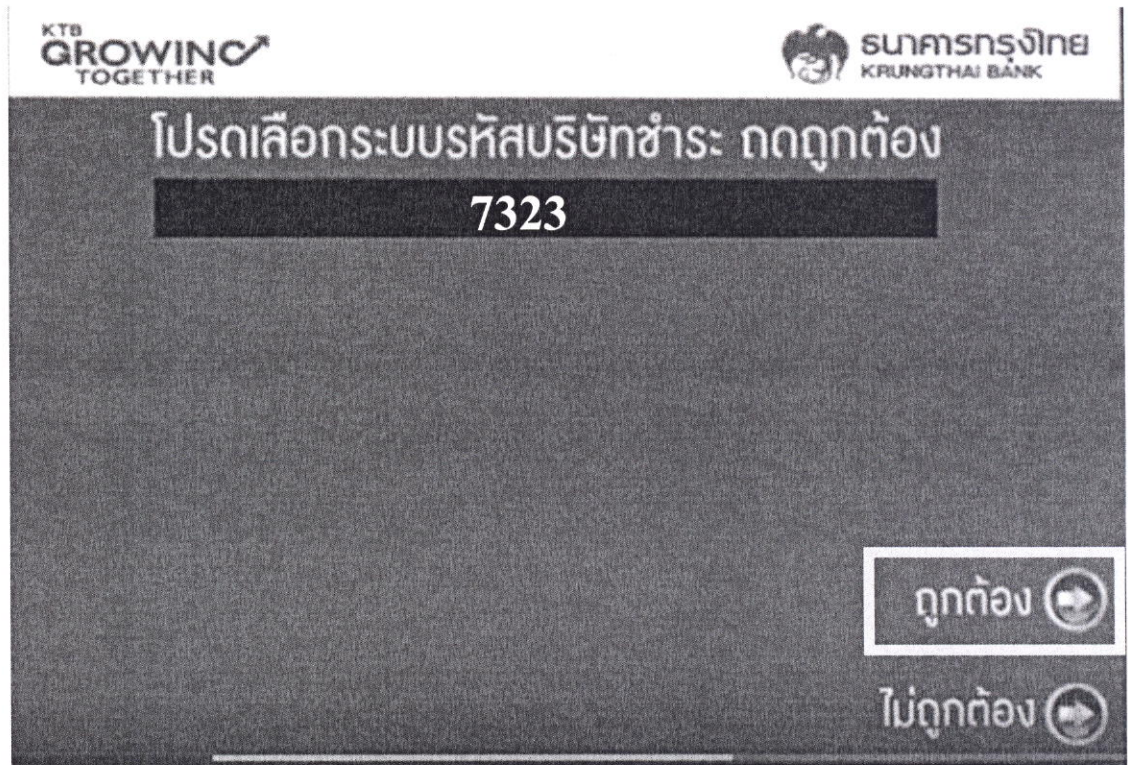 KTB
GROWING
TOGETHER
ธนาคารกรุงไทย
KRUNGTHAI BANK
โปรดเลือกระบบรหัสบริษัทชำระ กดถูกต้อง
7323
ถูกต้อง
ไม่ถูกต้อง